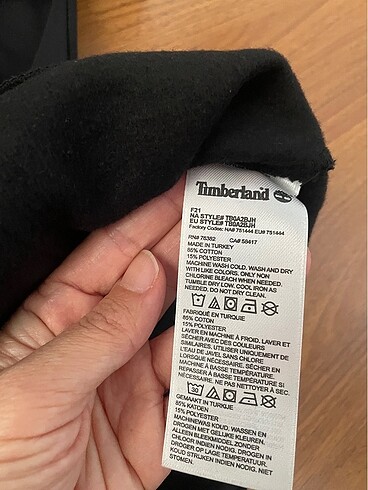 Timberland
F21
NA STYLE# TB0A2BJH
EU STYLE# TB0A2BJH
Factory Codes: NA# 751444 EU# 751444
RN# 76392 CA# 55417
MADE IN TURKEY
85% COTTON
15% POLYESTER
MACHINE WASH COLD. WASH AND DRY
WITH LIKE COLORS. ONLY NON
CHLORINE BLEACH WHEN NEEDED.
TUMBLE DRY LOW. COOL IRON AS
NEEDED. DO NOT DRY CLEAN.
FABRIQUÉ EN TURQUIE
85% COTON
15% POLYESTER
LAVER EN MACHINE À FROID. LAVER ET
SÉCHER AVEC DES COULEURS
SIMILAIRES. UTILISER UNIQUEMENT DE
L'EAU DE JAVEL SANS CHLORE
LORSQUE NÉCESSAIRE. SÉCHER EN
MACHINE À BASSE TEMPÉRATURE.
REPASSER À BASSE TEMPÉRATURE SI
NÉCESSAIRE. NE PAS NETTOYER À SEC.
30
GEMAAKT IN TURKIJE
85% KATOEN
15% POLYESTER
MACHINEWAS KOUD. WASSEN EN
DROGEN MET GELIJKE KLEUREN.
ALLEEN BLEEKMIDDEL ZONDER
CHLOOR INDIEN NODIG. DROGEN IN
DROGER OP LAGE TEMPERATUUR.
KOUD STRIJKEN INDIEN NODIG. NIET
STOMEN.